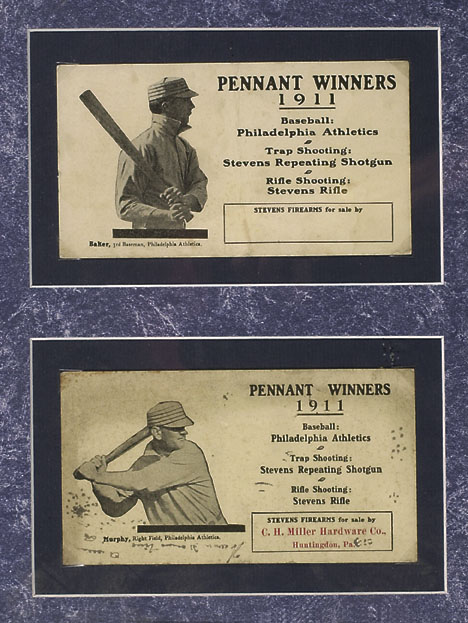 PENNANT WINNERS
1911
Baseball:
Philadelphia Athletics
Trap Shooting:
Stevens Repeating Shotgun
Rifle Shooting:
Stevens Rifle
STEVENS FIREARMS for sale by
Baker, 3rd Baseman, Philadelphia Athletics.
PENNANT WINNERS
1911
Baseball:
Philadelphia Athletics
Trap Shooting:
Stevens Repeating Shotgun
Rifle Shooting:
Stevens Rifle
STEVENS FIREARMS for sale by
C. H. Miller Hardware Co.,
Huntingdon, Pa.
Murphy, Right Field, Philadelphia Athletics.